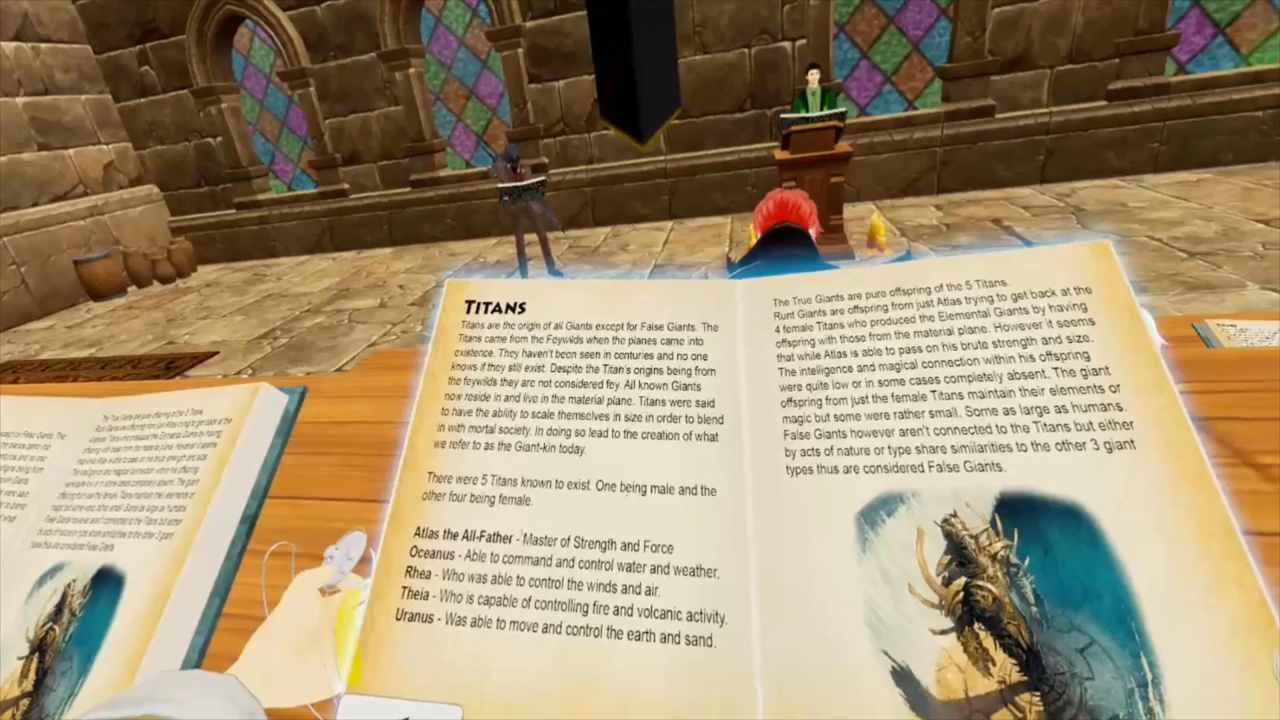 TITANS
Titans are the origin of all Giants except for False Giants. The
Titans came from the Feywilds when the planes came into
existence. They haven't been seen in centuries and no one
knows if they still exist. Despite the Titan's origins being from
the feywilds they are not considered fey. All known Giants
now reside in and live in the material plane. Titans were said
to have the ability to scale themselves in size in order to blend
in with mortal society. In doing so lead to the creation of what
we refer to as the Giant-kin today.
There were 5 Titans known to exist. One being male and the
other four being female.
Atlas the All-Father - Master of Strength and Force
Oceanus - Able to command and control water and weather.
Rhea - Who was able to control the winds and air.
Theia - Who is capable of controlling fire and volcanic activity.
Uranus - Was able to move and control the earth and sand.
The True Giants are pure offspring of the 5 Titans.
Runt Giants are offspring from just Atlas trying to get back at the
4 female Titans who produced the Elemental Giants by having
offspring with those from the material plane. However it seems
that while Atlas is able to pass on his brute strength and size.
The intelligence and magical connection within his offspring
were quite low or in some cases completely absent. The giant
offspring from just the female Titans maintain their elements or
magic but some were rather small. Some as large as humans.
False Giants however aren't connected to the Titans but either
by acts of nature or type share similarities to the other 3 giant
types thus are considered False Giants.